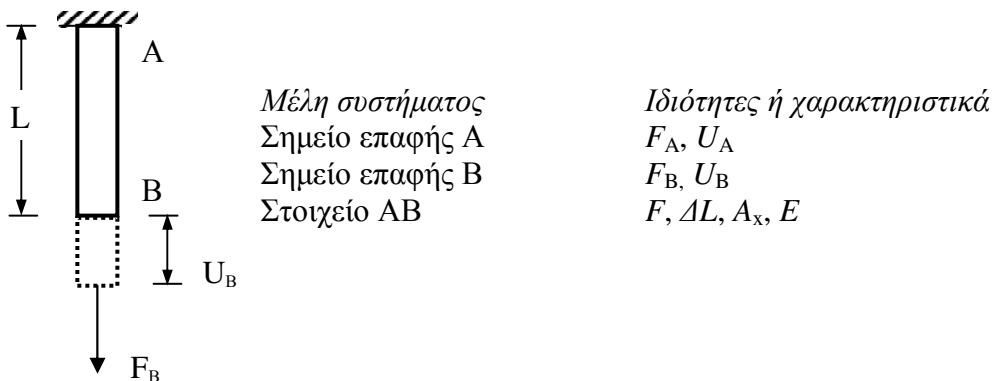 A
L
Μέλη συστήματος Ιδιότητες ή χαρακτηριστικά
Σημείο επαφής A F_A, U_A
Σημείο επαφής B F_B, U_B
Στοιχείο AB F, ΔL, A_x, E
B
U_B
F_B